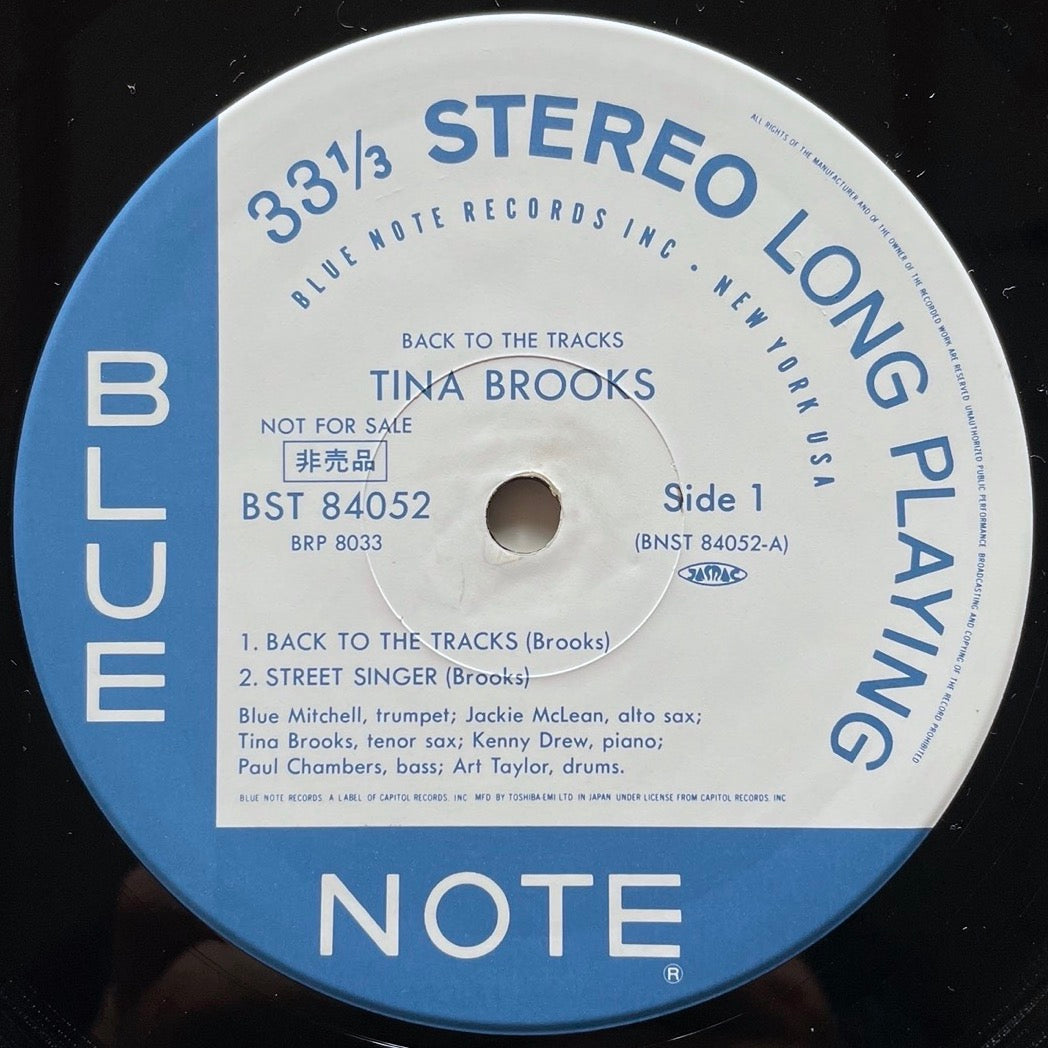 33⅓ STEREO LONG PLAYING
BLUE NOTE RECORDS INC • NEW YORK USA
ALL RIGHTS OF THE MANUFACTURER AND OF THE OWNER OF THE RECORDED WORK ARE RESERVED UNAUTHORIZED PUBLIC PERFORMANCE BROADCASTING AND COPYING OF THE RECORD PROHIBITED
BACK TO THE TRACKS
TINA BROOKS
NOT FOR SALE
非売品
BST 84052
BRP 8033
Side 1
(BNST 84052-A)
JASRAC
1. BACK TO THE TRACKS (Brooks)
2. STREET SINGER (Brooks)
Blue Mitchell, trumpet; Jackie McLean, alto sax;
Tina Brooks, tenor sax; Kenny Drew, piano;
Paul Chambers, bass; Art Taylor, drums.
BLUE NOTE RECORDS. A LABEL OF CAPITOL RECORDS. INC MFD BY TOSHIBA-EMI LTD IN JAPAN UNDER LICENSE FROM CAPITOL RECORDS. INC
BLUE
NOTE
®